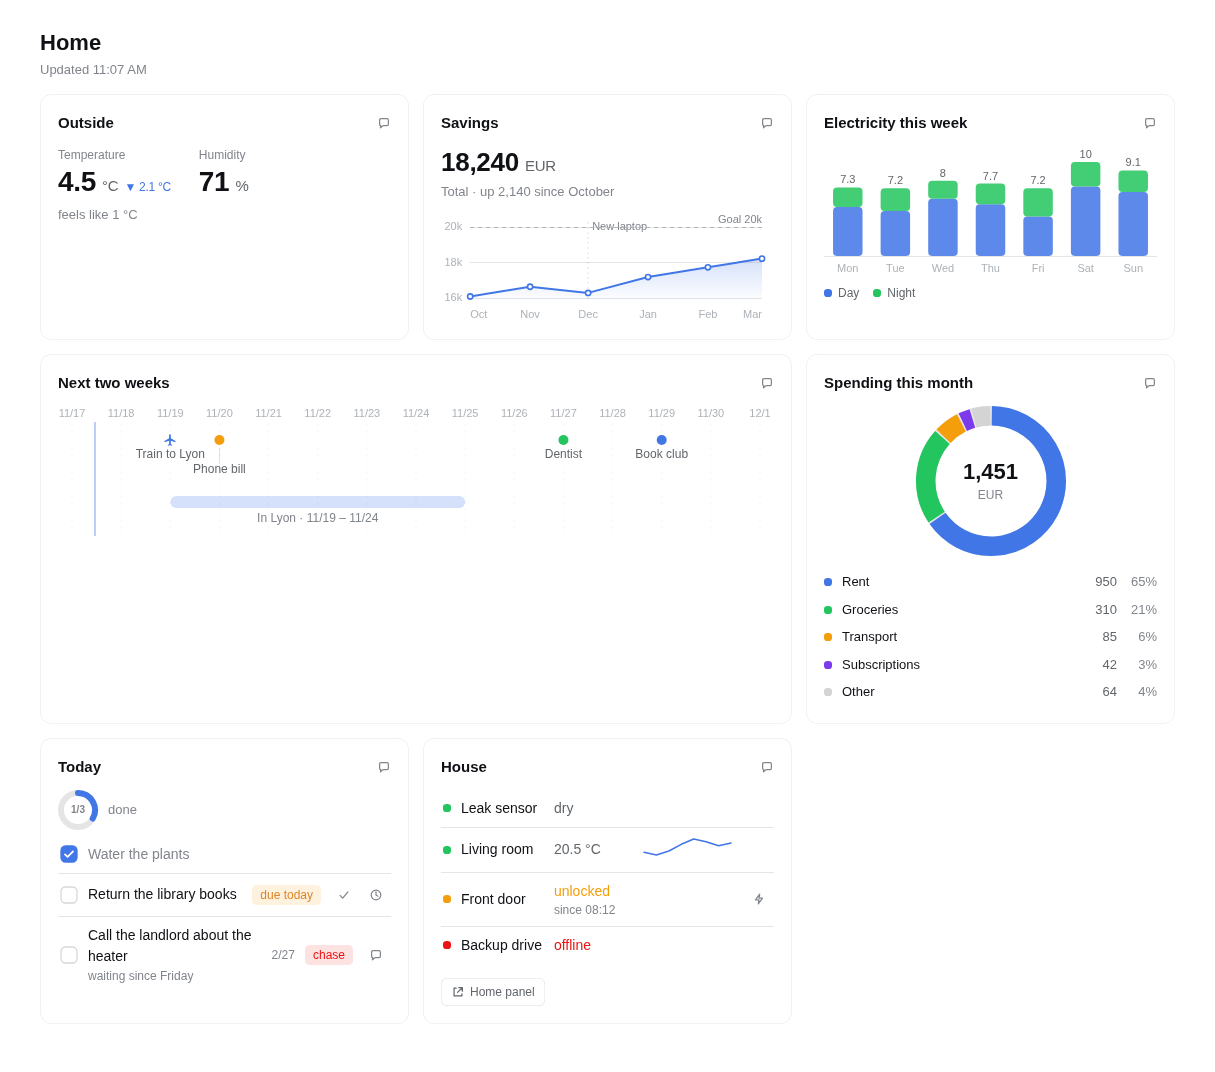 Home
Updated 11:07 AM
Outside
Temperature
4.5 °C ▼ 2.1 °C
feels like 1 °C
Humidity
71 %
Savings
18,240 EUR
Total · up 2,140 since October
20k
18k
16k
New laptop
Goal 20k
Oct Nov Dec Jan Feb Mar
Electricity this week
7.3 7.2 8 7.7 7.2 10 9.1
Mon Tue Wed Thu Fri Sat Sun
Day Night
Next two weeks
11/17 11/18 11/19 11/20 11/21 11/22 11/23 11/24 11/25 11/26 11/27 11/28 11/29 11/30 12/1
Train to Lyon
Phone bill
Dentist
Book club
In Lyon · 11/19 – 11/24
Spending this month
1,451
EUR
Rent 950 65%
Groceries 310 21%
Transport 85 6%
Subscriptions 42 3%
Other 64 4%
Today
1/3 done
Water the plants
Return the library books due today
Call the landlord about the
heater
waiting since Friday
2/27 chase
House
Leak sensor dry
Living room 20.5 °C
Front door unlocked
since 08:12
Backup drive offline
Home panel